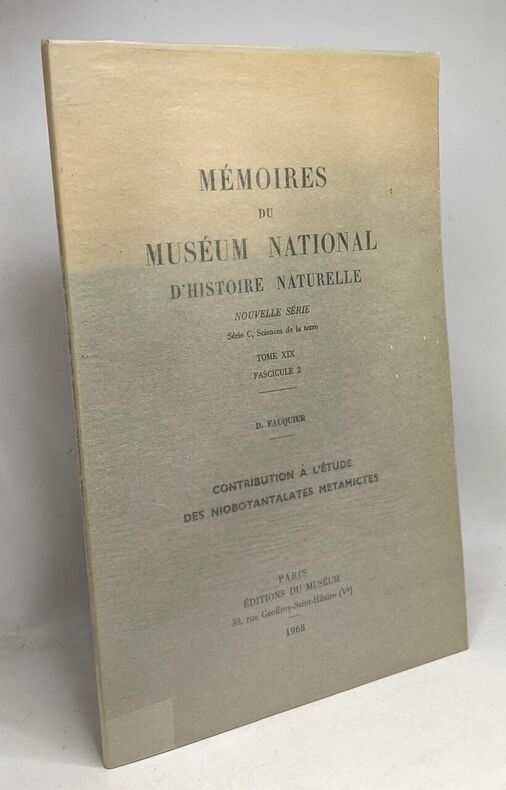 MÉMOIRES
DU
MUSÉUM NATIONAL
D'HISTOIRE NATURELLE
NOUVELLE SÉRIE
Série C, Sciences de la terre
TOME XIX
FASCICULE 2
D. FAUQUIER
CONTRIBUTION À L'ÉTUDE
DES NIOBOTANTALATES METAMICTES
PARIS
ÉDITIONS DU MUSÉUM
38, rue Geoffroy-Saint-Hilaire (Vᵉ)
1968